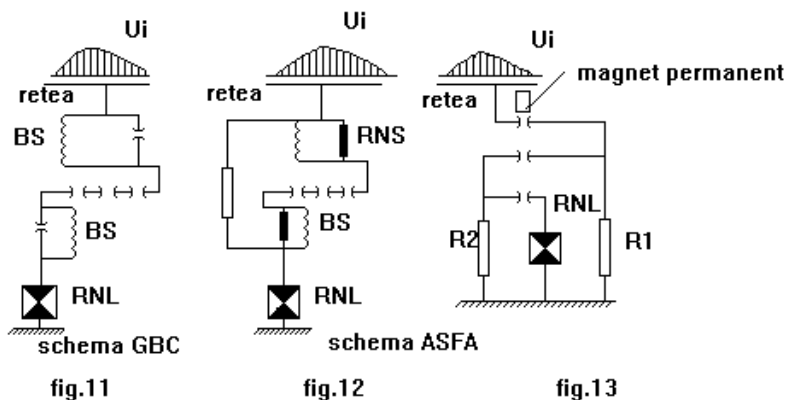 Ui
retea
BS
BS
RNL
schema GBC
fig.11
Ui
retea
RNS
BS
RNL
schema ASFA
fig.12
Ui
magnet permanent
retea
RNL
R2
R1
fig.13